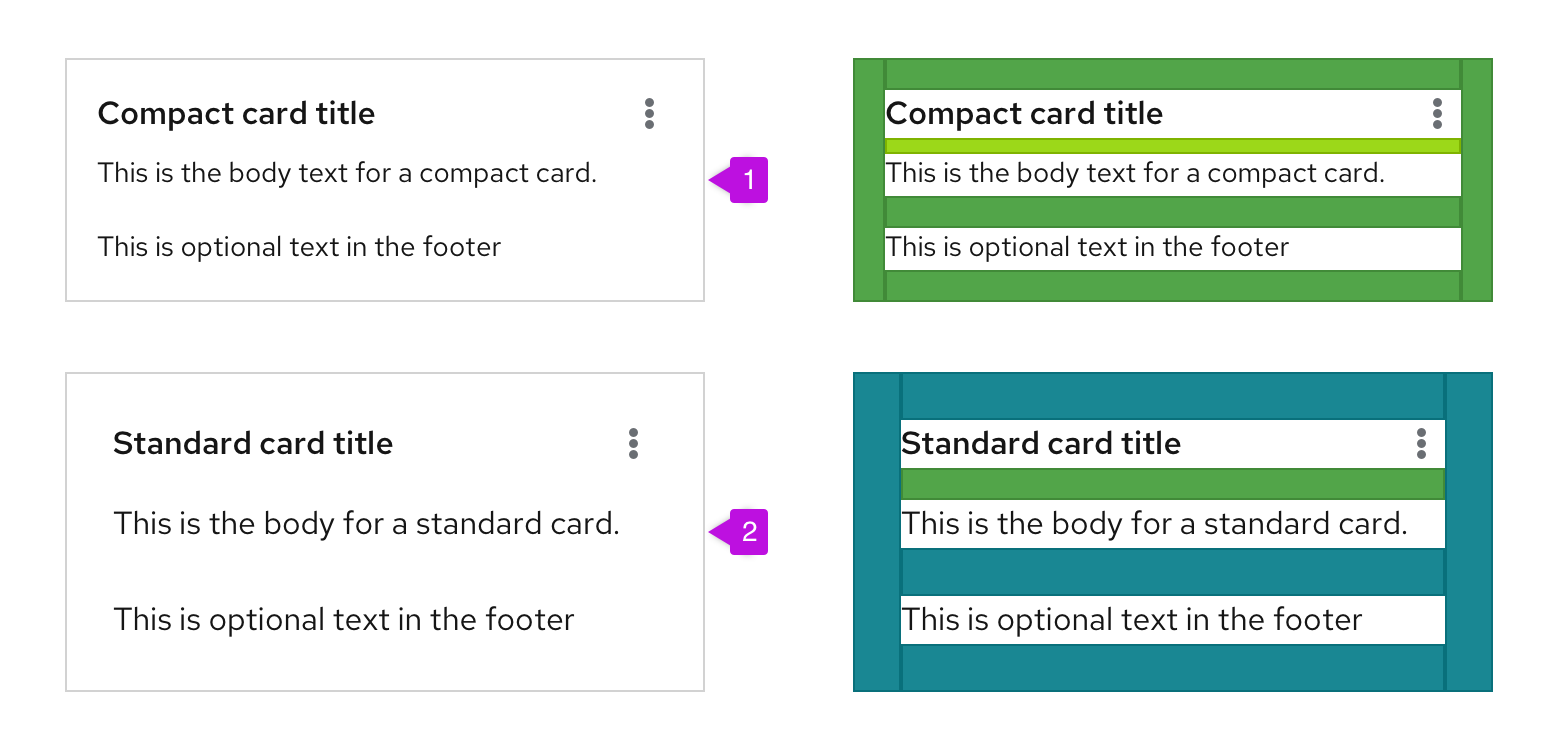 Compact card title
This is the body text for a compact card.
This is optional text in the footer
1
Compact card title
This is the body text for a compact card.
This is optional text in the footer
Standard card title
This is the body for a standard card.
This is optional text in the footer
2
Standard card title
This is the body for a standard card.
This is optional text in the footer